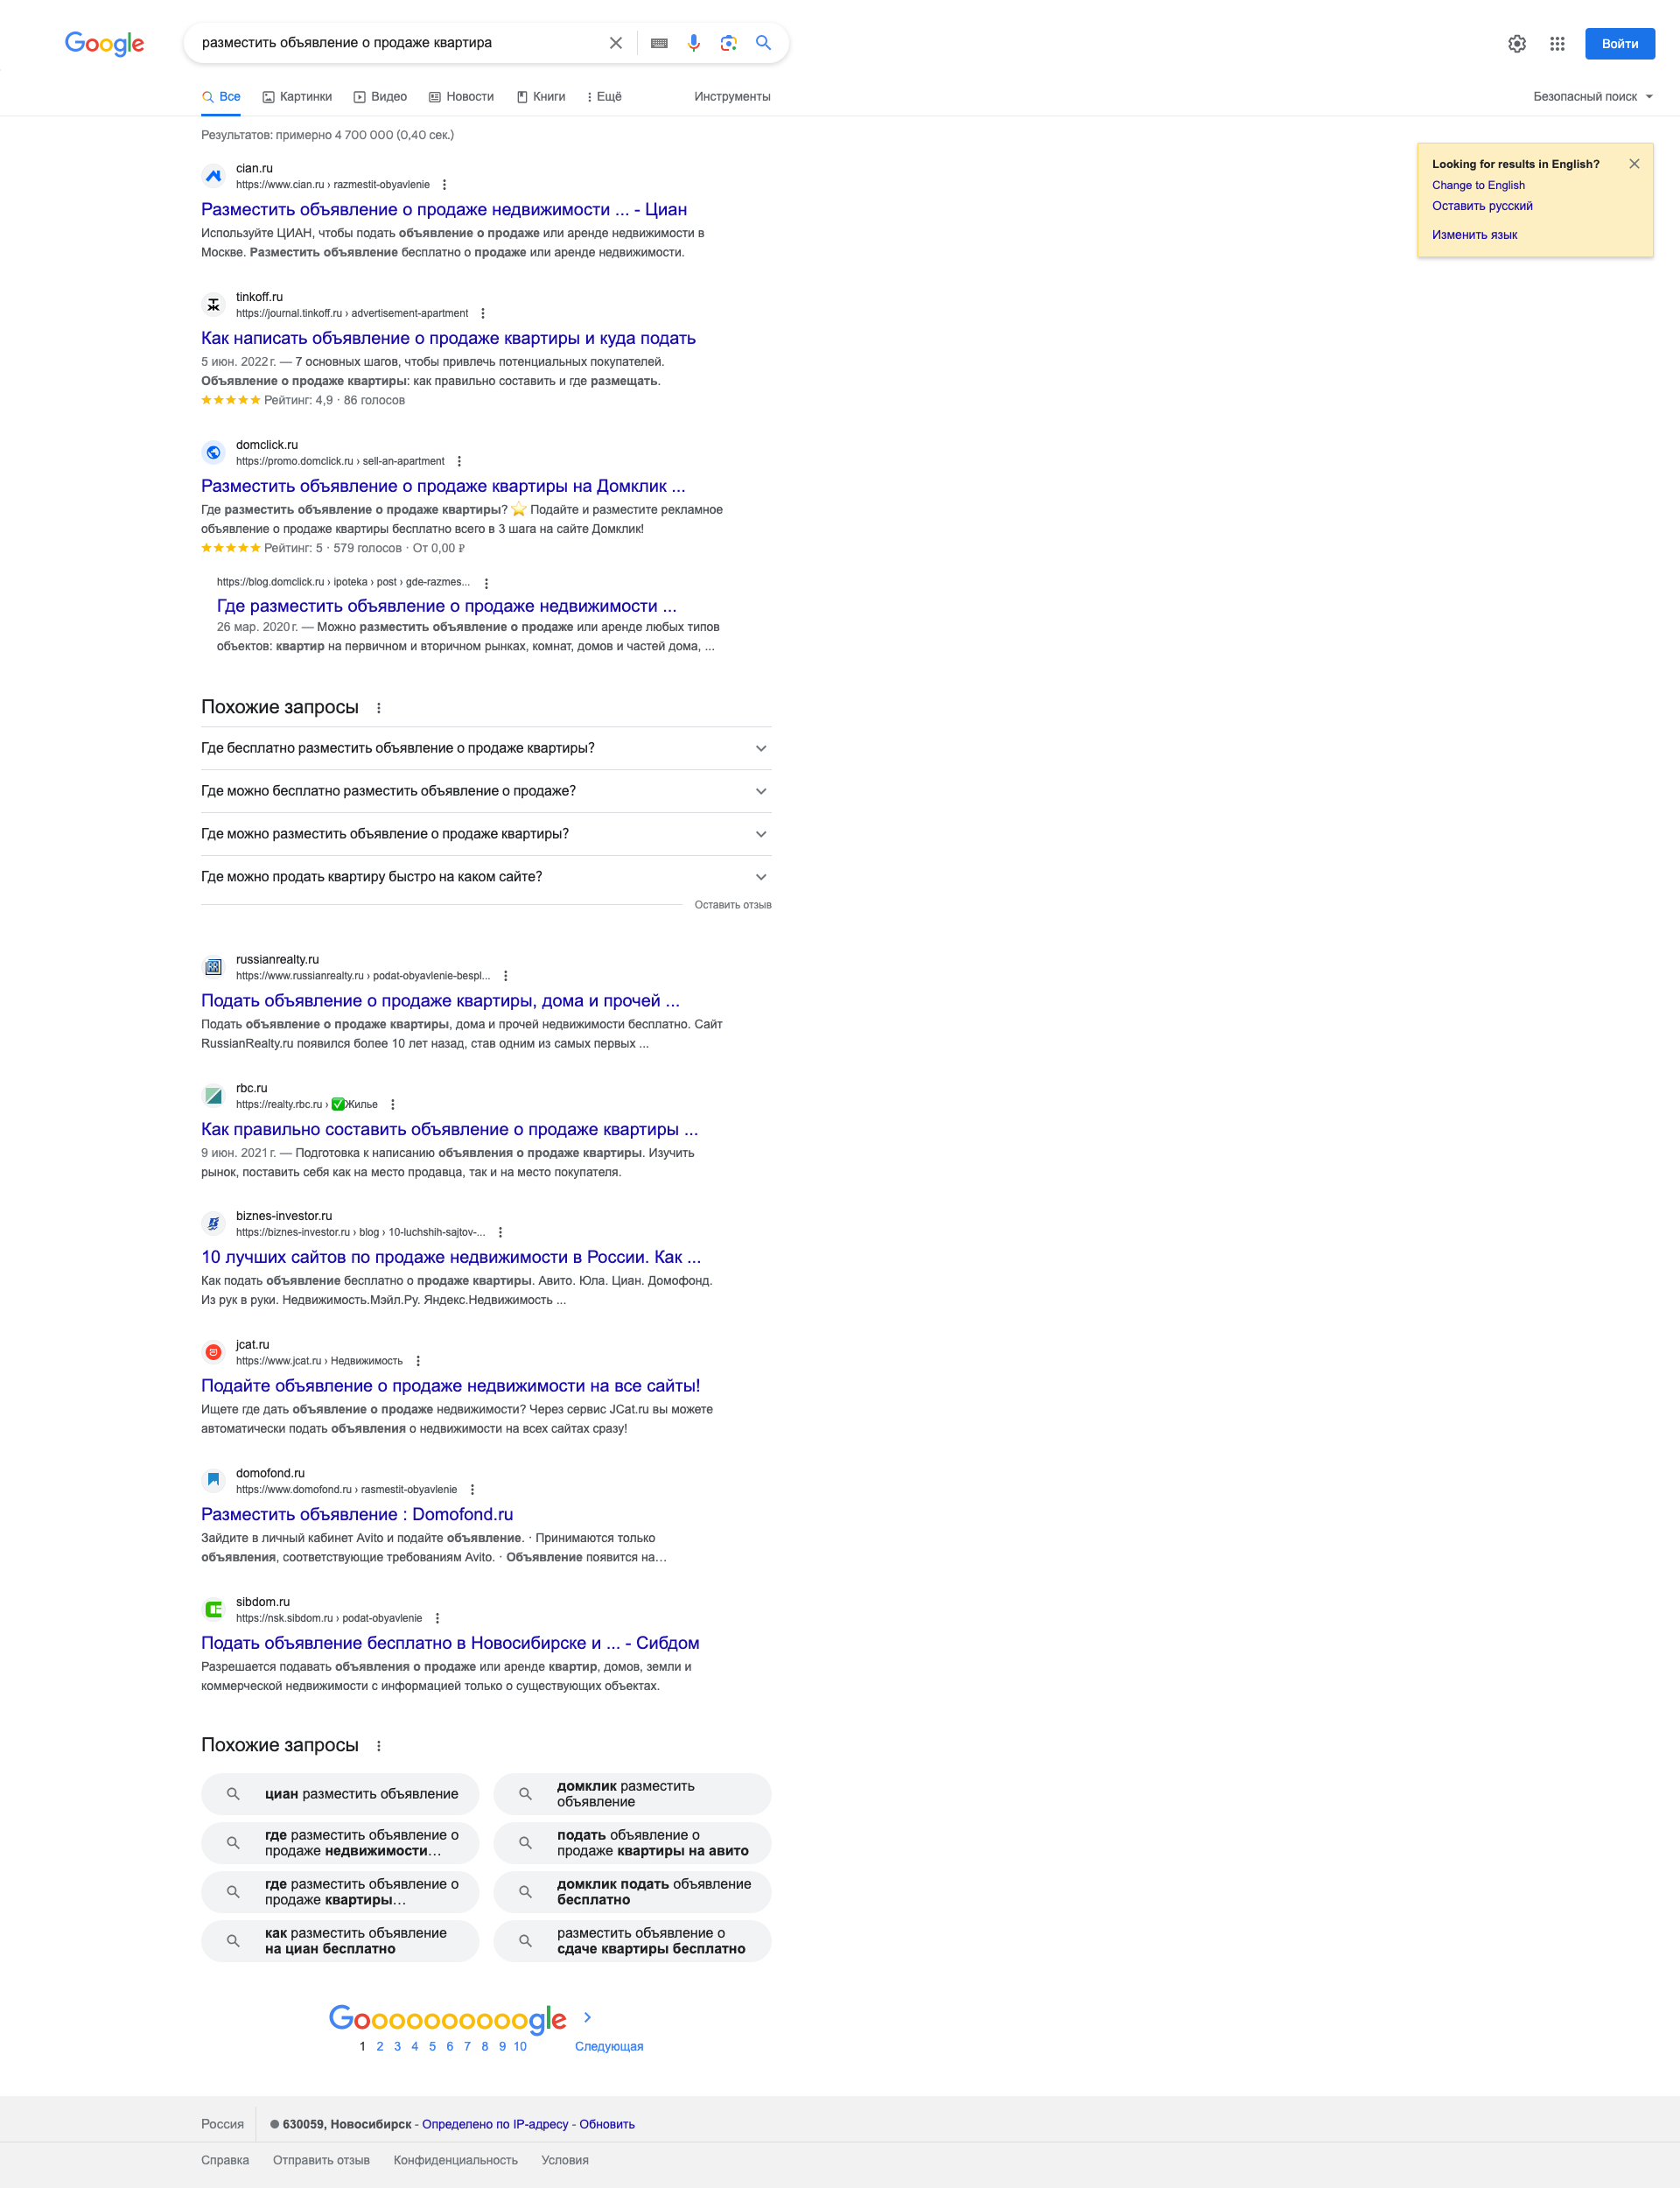 Google
разместить объявление о продаже квартира
Войти
Все
Картинки
Видео
Новости
Книги
Ещё
Инструменты
Безопасный поиск
Результатов: примерно 4 700 000 (0,40 сек.)
Looking for results in English?
Change to English
Оставить русский
Изменить язык
cian.ru
https://www.cian.ru › razmestit-obyavlenie
Разместить объявление о продаже недвижимости ... - Циан
Используйте ЦИАН, чтобы подать объявление о продаже или аренде недвижимости в
Москве. Разместить объявление бесплатно о продаже или аренде недвижимости.
tinkoff.ru
https://journal.tinkoff.ru › advertisement-apartment
Как написать объявление о продаже квартиры и куда подать
5 июн. 2022 г. — 7 основных шагов, чтобы привлечь потенциальных покупателей.
Объявление о продаже квартиры: как правильно составить и где размещать.
Рейтинг: 4,9 · 86 голосов
domclick.ru
https://promo.domclick.ru › sell-an-apartment
Разместить объявление о продаже квартиры на Домклик ...
Где разместить объявление о продаже квартиры? ⭐ Подайте и разместите рекламное
объявление о продаже квартиры бесплатно всего в 3 шага на сайте Домклик!
Рейтинг: 5 · 579 голосов · От 0,00 ₽
https://blog.domclick.ru › ipoteka › post › gde-razmes...
Где разместить объявление о продаже недвижимости ...
26 мар. 2020 г. — Можно разместить объявление о продаже или аренде любых типов
объектов: квартир на первичном и вторичном рынках, комнат, домов и частей дома, ...
Похожие запросы
Где бесплатно разместить объявление о продаже квартиры?
Где можно бесплатно разместить объявление о продаже?
Где можно разместить объявление о продаже квартиры?
Где можно продать квартиру быстро на каком сайте?
Оставить отзыв
russianrealty.ru
https://www.russianrealty.ru › podat-obyavlenie-bespl...
Подать объявление о продаже квартиры, дома и прочей ...
Подать объявление о продаже квартиры, дома и прочей недвижимости бесплатно. Сайт
RussianRealty.ru появился более 10 лет назад, став одним из самых первых ...
rbc.ru
https://realty.rbc.ru › ✅Жилье
Как правильно составить объявление о продаже квартиры ...
9 июн. 2021 г. — Подготовка к написанию объявления о продаже квартиры. Изучить
рынок, поставить себя как на место продавца, так и на место покупателя.
biznes-investor.ru
https://biznes-investor.ru › blog › 10-luchshih-sajtov-...
10 лучших сайтов по продаже недвижимости в России. Как ...
Как подать объявление бесплатно о продаже квартиры. Авито. Юла. Циан. Домофонд.
Из рук в руки. Недвижимость.Мэйл.Ру. Яндекс.Недвижимость ...
jcat.ru
https://www.jcat.ru › Недвижимость
Подайте объявление о продаже недвижимости на все сайты!
Ищете где дать объявление о продаже недвижимости? Через сервис JCat.ru вы можете
автоматически подать объявления о недвижимости на всех сайтах сразу!
domofond.ru
https://www.domofond.ru › rasmestit-obyavlenie
Разместить объявление : Domofond.ru
Зайдите в личный кабинет Avito и подайте объявление. · Принимаются только
объявления, соответствующие требованиям Avito. · Объявление появится на…
sibdom.ru
https://nsk.sibdom.ru › podat-obyavlenie
Подать объявление бесплатно в Новосибирске и ... - Сибдом
Разрешается подавать объявления о продаже или аренде квартир, домов, земли и
коммерческой недвижимости с информацией только о существующих объектах.
Похожие запросы
циан разместить объявление
домклик разместить
объявление
где разместить объявление о
продаже недвижимости…
подать объявление о
продаже квартиры на авито
где разместить объявление о
продаже квартиры…
домклик подать объявление
бесплатно
как разместить объявление
на циан бесплатно
разместить объявление о
сдаче квартиры бесплатно
Goooooooooogle
1 2 3 4 5 6 7 8 9 10
Следующая
Россия
630059, Новосибирск - Определено по IP-адресу - Обновить
Справка
Отправить отзыв
Конфиденциальность
Условия